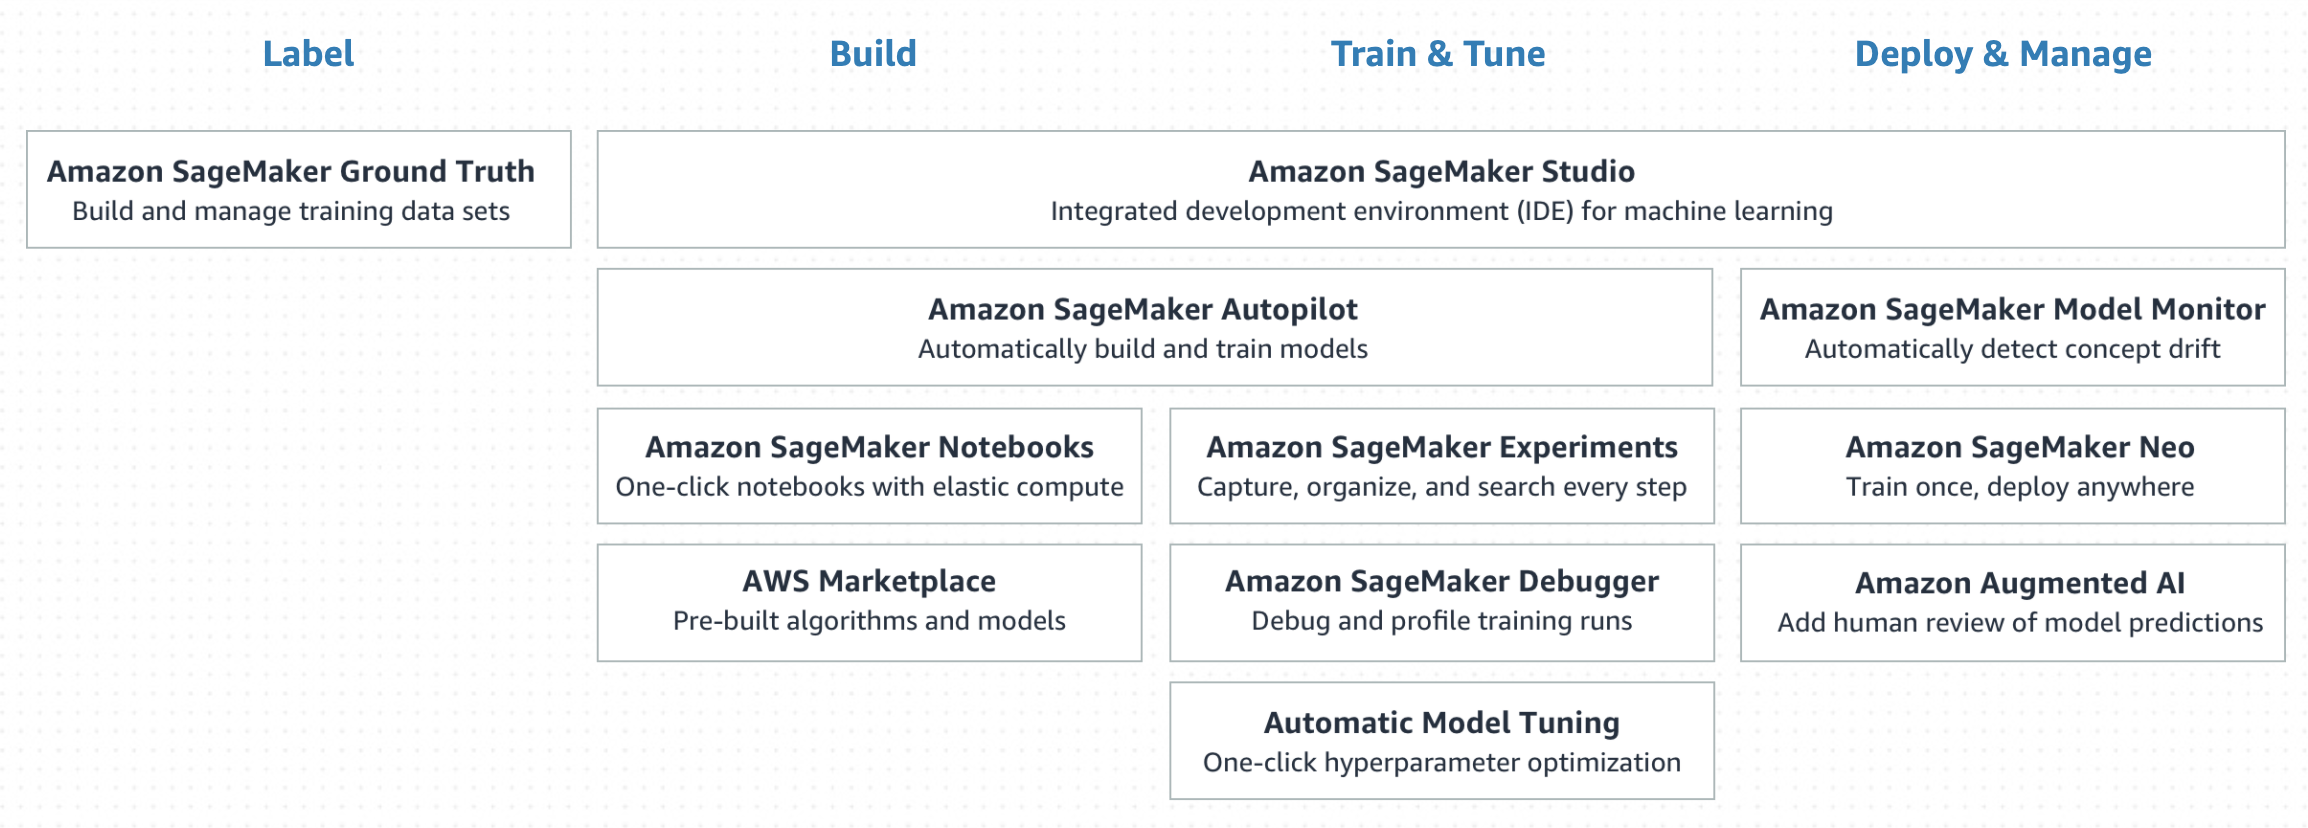 Label
Build
Train & Tune
Deploy & Manage
Amazon SageMaker Ground Truth
Build and manage training data sets
Amazon SageMaker Studio
Integrated development environment (IDE) for machine learning
Amazon SageMaker Autopilot
Automatically build and train models
Amazon SageMaker Model Monitor
Automatically detect concept drift
Amazon SageMaker Notebooks
One-click notebooks with elastic compute
Amazon SageMaker Experiments
Capture, organize, and search every step
Amazon SageMaker Neo
Train once, deploy anywhere
AWS Marketplace
Pre-built algorithms and models
Amazon SageMaker Debugger
Debug and profile training runs
Amazon Augmented AI
Add human review of model predictions
Automatic Model Tuning
One-click hyperparameter optimization